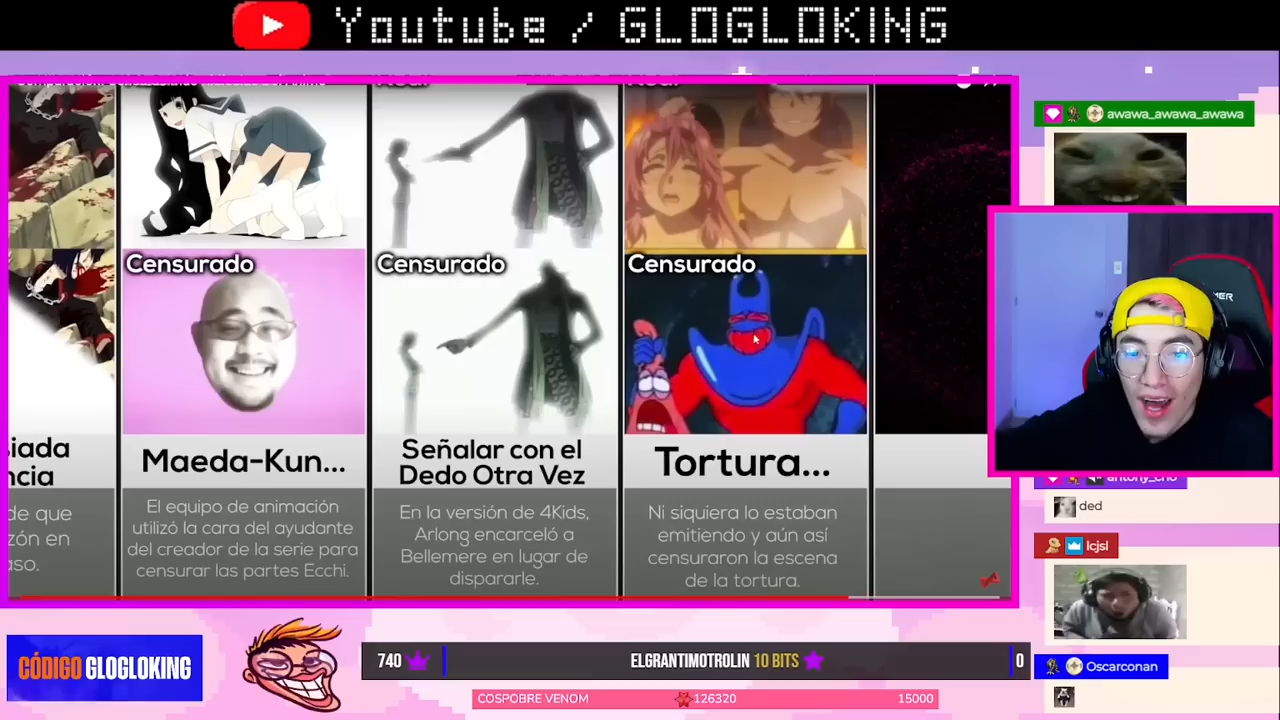 Youtube / GLOGLOKING
Censurado
Censurado
Censurado
iada
ncia
Maeda-Kun...
Señalar con el
Dedo Otra Vez
Tortura...
de que
zón en
aso.
El equipo de animación
utilizó la cara del ayudante
del creador de la serie para
censurar las partes Ecchi.
En la versión de 4Kids,
Arlong encarceló a
Bellemere en lugar de
dispararle.
Ni siquiera lo estaban
emitiendo y aún así
censuraron la escena
de la tortura.
awawa_awawa_awawa
antony_cho
ded
lcjsl
Oscarconan
CÓDIGO GLOGLOKING
740
ELGRANTIMOTROLIN 10 BITS
0
COSPOBRE VENOM
126320
15000